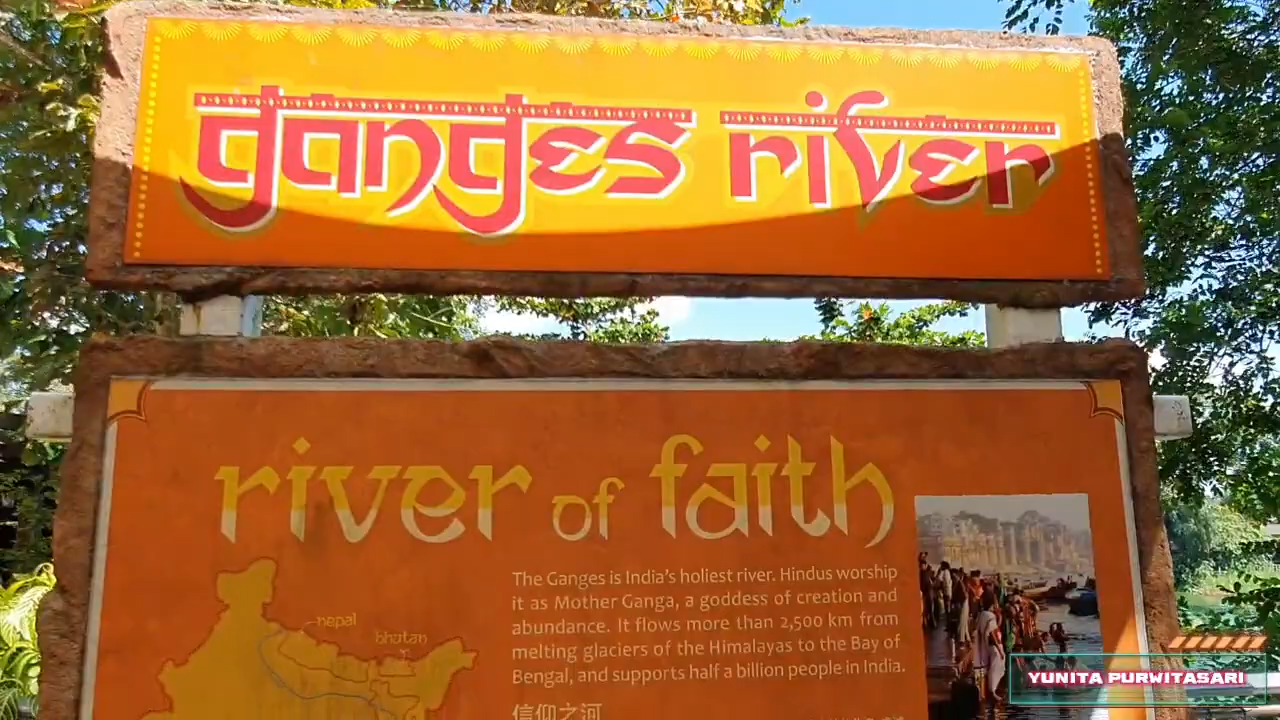 ganges river
river of faith
The Ganges is India's holiest river. Hindus worship
it as Mother Ganga, a goddess of creation and
abundance. It flows more than 2,500 km from
melting glaciers of the Himalayas to the Bay of
Bengal, and supports half a billion people in India.
nepal
bhutan
信仰之河
YUNITA PURWITASARI